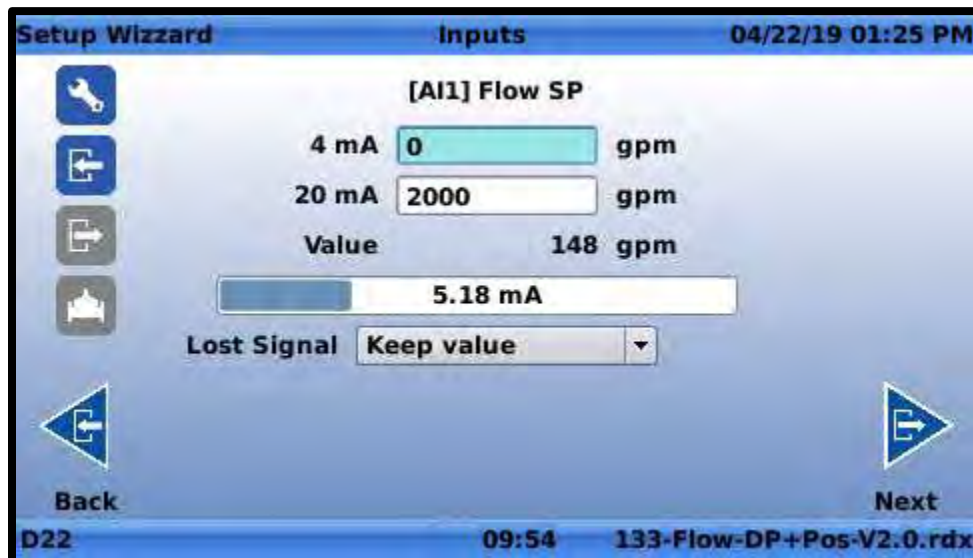 Setup Wizzard Inputs 04/22/19 01:25 PM
[AI1] Flow SP
4 mA 0 gpm
20 mA 2000 gpm
Value 148 gpm
5.18 mA
Lost Signal Keep value
Back Next
D22 09:54 133-Flow-DP+Pos-V2.0.rdx